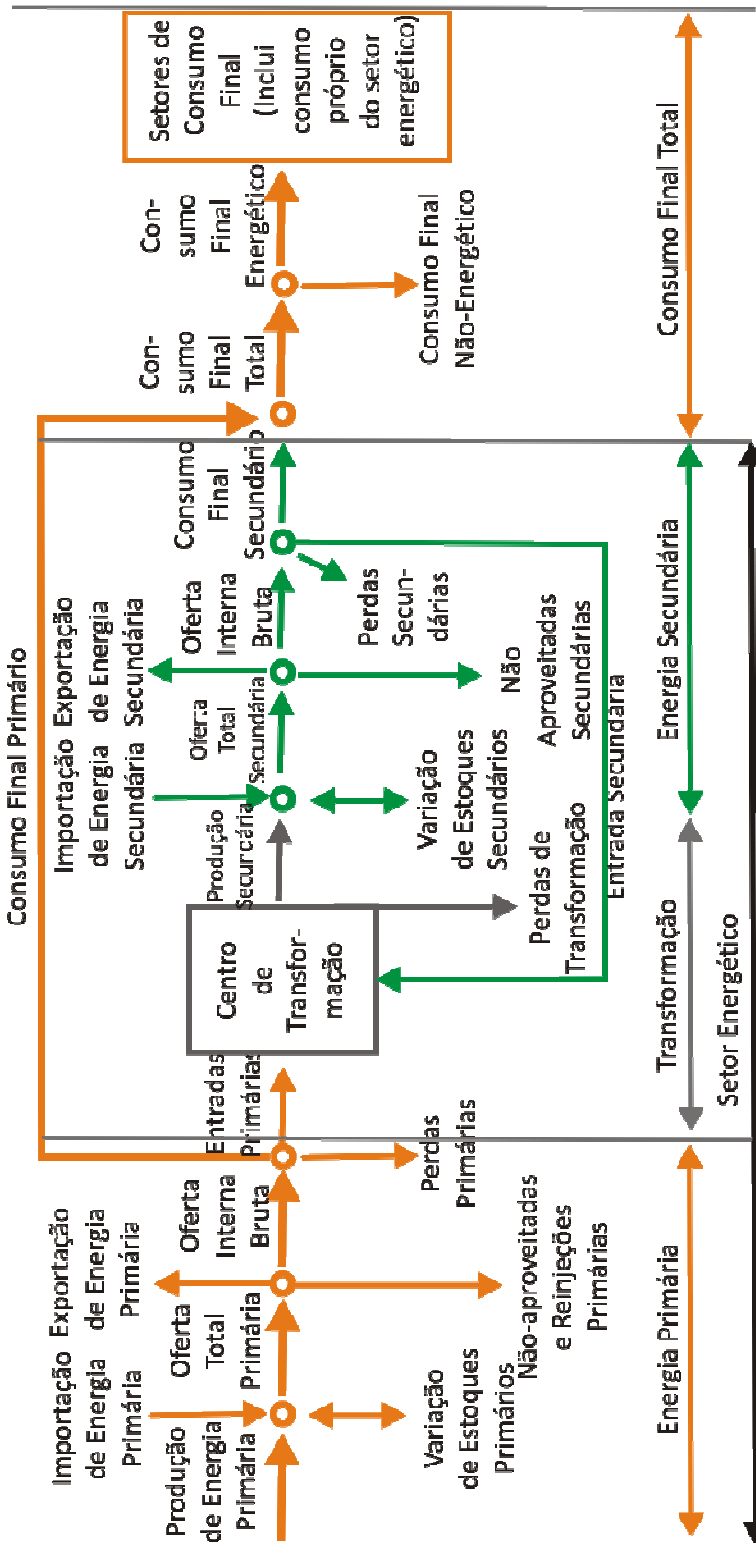 Consumo Final Primário
Importação
de Energia
Primária
Exportação
de Energia
Primária
Produção
de Energia
Primária
Oferta
Total
Primária
Oferta
Interna
Bruta
Entradas
Primárias
Variação
de Estoques
Primários
Não-aproveitadas
e Reinjeções
Primárias
Perdas
Primárias
Centro
de
Transfor-
mação
Produção
Securcária
Perdas de
Transformação
Importação
de Energia
Secundária
Exportação
de Energia
Secundária
Oferta
Total
Secundária
Oferta
Interna
Bruta
Consumo
Final
Secundário
Variação
de Estoques
Secundários
Não
Aproveitadas
Secundárias
Perdas
Secun-
dárias
Entrada Secundária
Con-
sumo
Final
Total
Con-
sumo
Final
Energético
Consumo Final
Não-Energético
Setores de
Consumo
Final
(Inclui
consumo
próprio
do setor
energético)
Energia Primária
Transformação
Energia Secundária
Consumo Final Total
Setor Energético